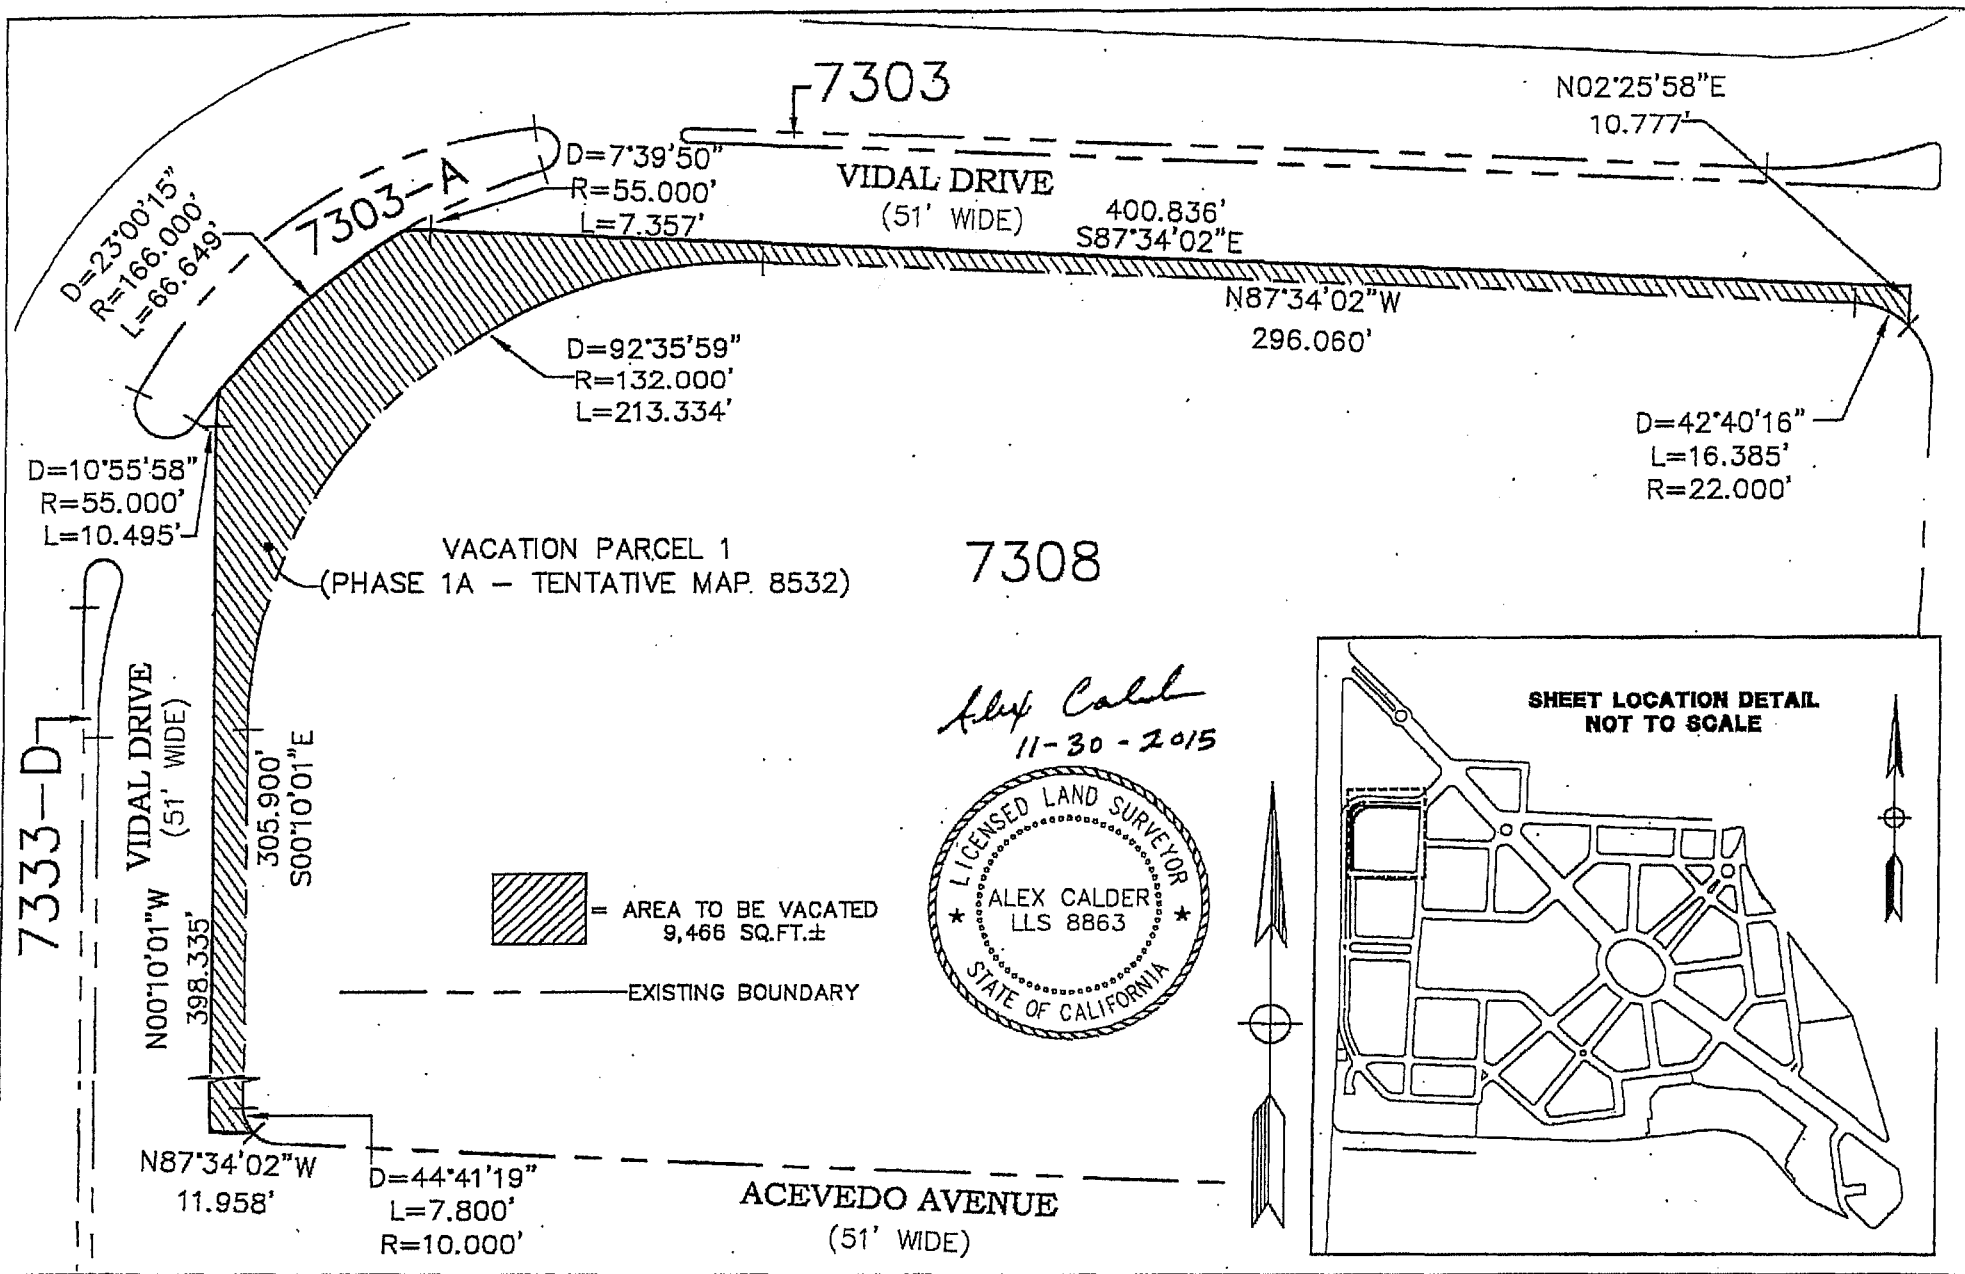 7303
N02°25'58"E
10.777'
D=7°39'50"
R=55.000'
L=7.357'
VIDAL DRIVE
(51' WIDE)
400.836'
S87°34'02"E
7303-A
D=23°00'15"
R=166.000'
L=66.649'
N87°34'02"W
296.060'
D=92°35'59"
R=132.000'
L=213.334'
D=42°40'16"
L=16.385'
R=22.000'
D=10°55'58"
R=55.000'
L=10.495'
VACATION PARCEL 1
(PHASE 1A - TENTATIVE MAP. 8532)
7308
7333-D
VIDAL DRIVE
(51' WIDE)
305.900'
S00°10'01"E
N00°10'01"W
398.335"
Alex Calder
11-30-2015
LICENSED LAND SURVEYOR
ALEX CALDER
LLS 8863
STATE OF CALIFORNIA
= AREA TO BE VACATED
9,466 SQ.FT.±
EXISTING BOUNDARY
SHEET LOCATION DETAIL
NOT TO SCALE
N87°34'02"W
11.958'
D=44°41'19"
L=7.800'
R=10.000'
ACEVEDO AVENUE
(51' WIDE)